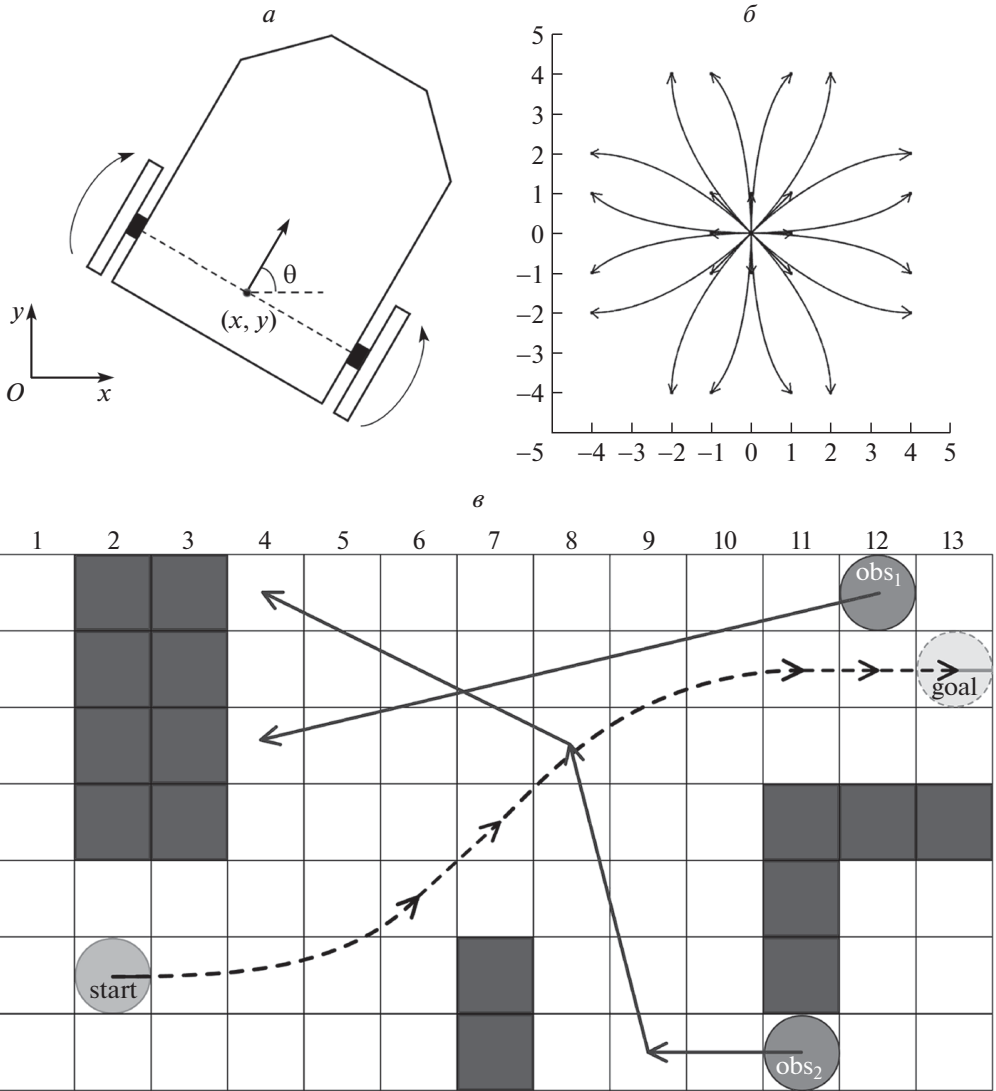 а
θ
(x, y)
y
O
x
б
5
4
3
2
1
0
–1
–2
–3
–4
–5
–4 –3 –2 –1 0 1 2 3 4 5
в
1 2 3 4 5 6 7 8 9 10 11 12 13
obs₁
goal
start
obs₂